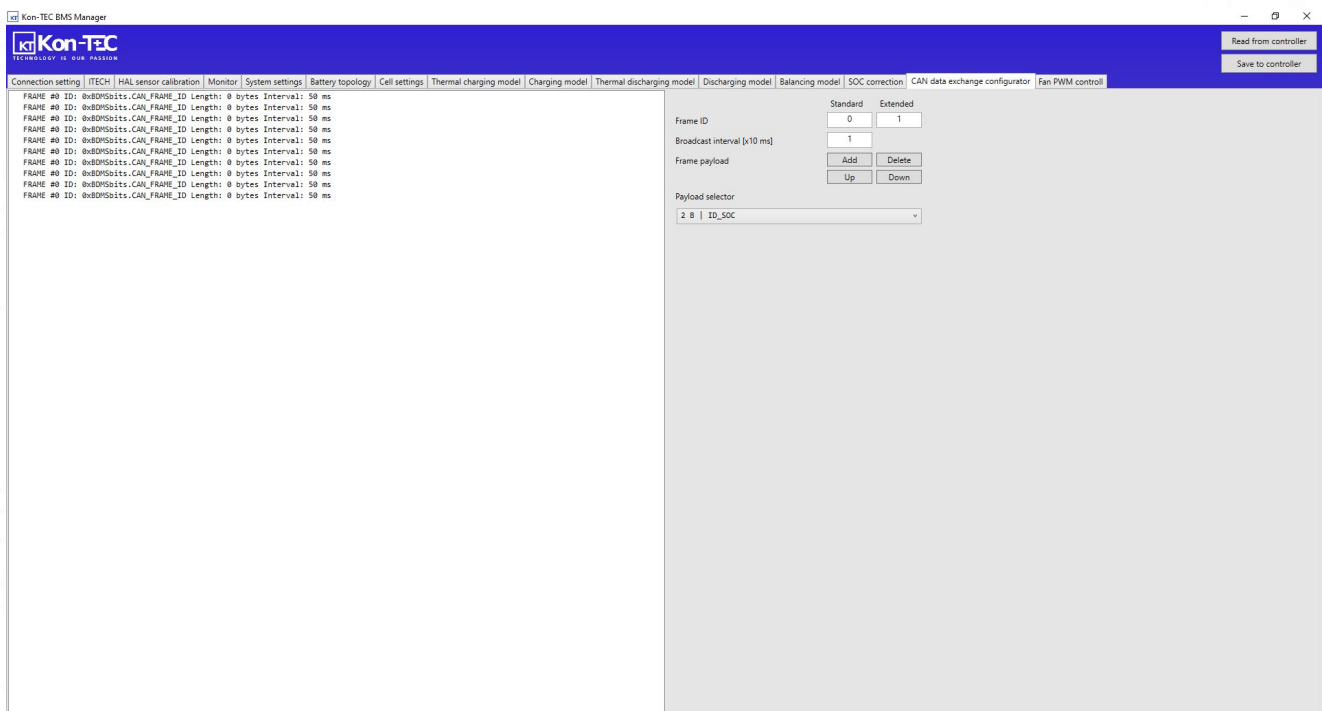 KT Kon-TEC BMS Manager
KT Kon-TEC
TECHNOLOGY IS OUR PASSION
Read from controller
Save to controller
Connection setting ITECH HAL sensor calibration Monitor System settings Battery topology Cell settings Thermal charging model Charging model Thermal discharging model Discharging model Balancing model SOC correction CAN data exchange configurator Fan PWM controll
FRAME #0 ID: 0xBDMSbits.CAN_FRAME_ID Length: 0 bytes Interval: 50 ms
FRAME #0 ID: 0xBDMSbits.CAN_FRAME_ID Length: 0 bytes Interval: 50 ms
FRAME #0 ID: 0xBDMSbits.CAN_FRAME_ID Length: 0 bytes Interval: 50 ms
FRAME #0 ID: 0xBDMSbits.CAN_FRAME_ID Length: 0 bytes Interval: 50 ms
FRAME #0 ID: 0xBDMSbits.CAN_FRAME_ID Length: 0 bytes Interval: 50 ms
FRAME #0 ID: 0xBDMSbits.CAN_FRAME_ID Length: 0 bytes Interval: 50 ms
FRAME #0 ID: 0xBDMSbits.CAN_FRAME_ID Length: 0 bytes Interval: 50 ms
FRAME #0 ID: 0xBDMSbits.CAN_FRAME_ID Length: 0 bytes Interval: 50 ms
FRAME #0 ID: 0xBDMSbits.CAN_FRAME_ID Length: 0 bytes Interval: 50 ms
FRAME #0 ID: 0xBDMSbits.CAN_FRAME_ID Length: 0 bytes Interval: 50 ms
Standard Extended
Frame ID 0 1
Broadcast interval [x10 ms] 1
Frame payload Add Delete
Up Down
Payload selector
2 B | ID_SOC